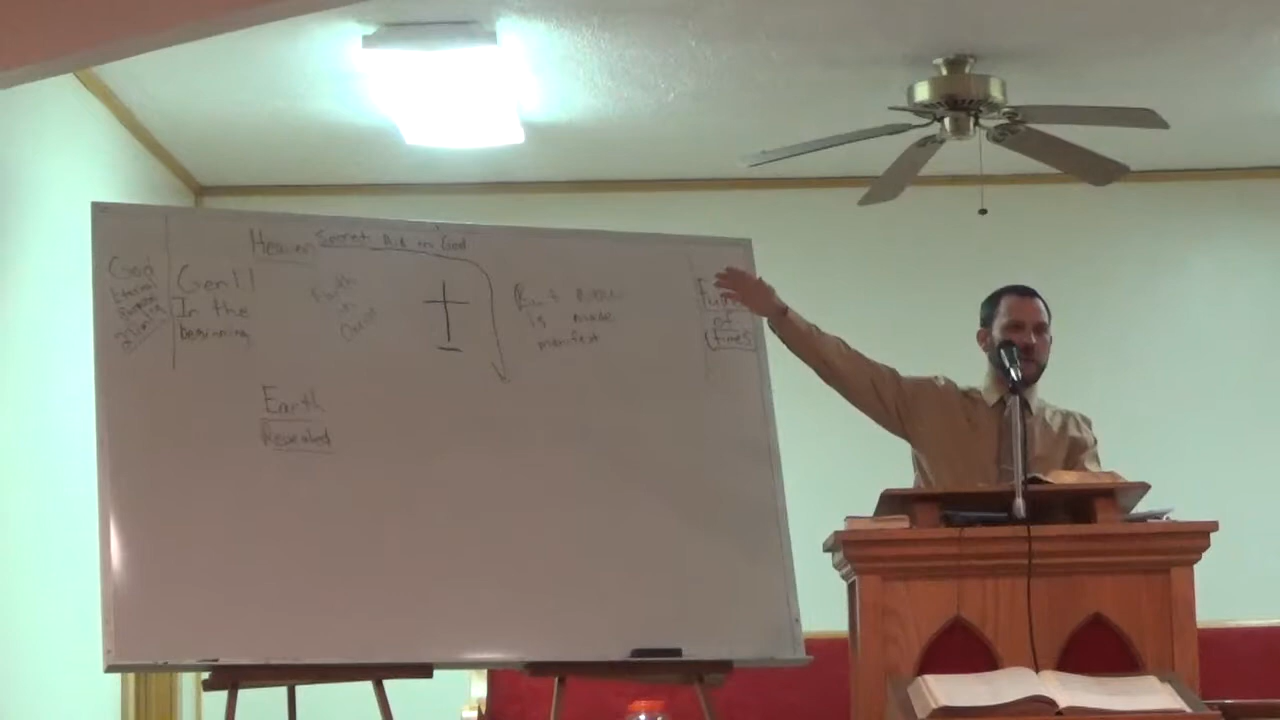 Heaven Secret: Hid in God
God
Eternal
Purpose
Gen 1:1
In the
beginning
Faith
in
Christ
But now
is made
manifest
of
times
Earth
Revealed